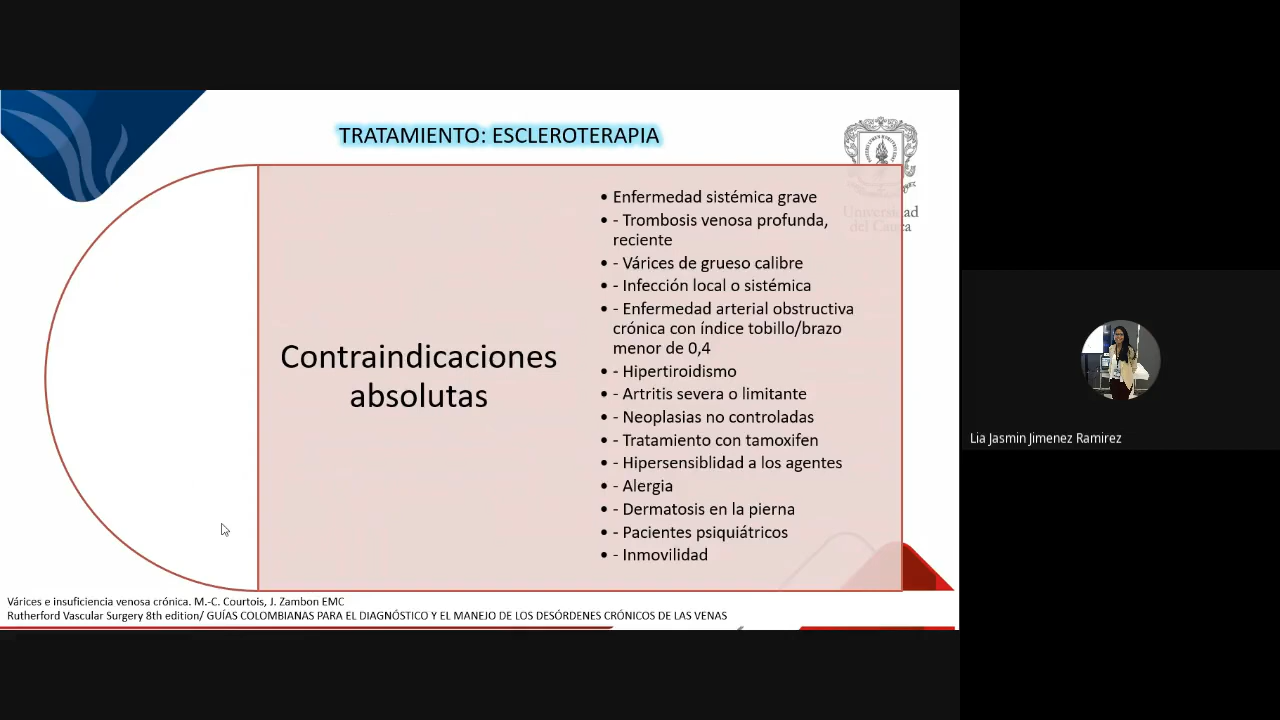 TRATAMIENTO: ESCLEROTERAPIA
Universidad
del Cauca
Contraindicaciones
absolutas
• Enfermedad sistémica grave
• - Trombosis venosa profunda,
reciente
• - Várices de grueso calibre
• - Infección local o sistémica
• - Enfermedad arterial obstructiva
crónica con índice tobillo/brazo
menor de 0,4
• - Hipertiroidismo
• - Artritis severa o limitante
• - Neoplasias no controladas
• - Tratamiento con tamoxifen
• - Hipersensiblidad a los agentes
• - Alergia
• - Dermatosis en la pierna
• - Pacientes psiquiátricos
• - Inmovilidad
Várices e insuficiencia venosa crónica. M.-C. Courtois, J. Zambon EMC
Rutherford Vascular Surgery 8th edition/ GUÍAS COLOMBIANAS PARA EL DIAGNÓSTICO Y EL MANEJO DE LOS DESÓRDENES CRÓNICOS DE LAS VENAS
Lia Jasmin Jimenez Ramirez